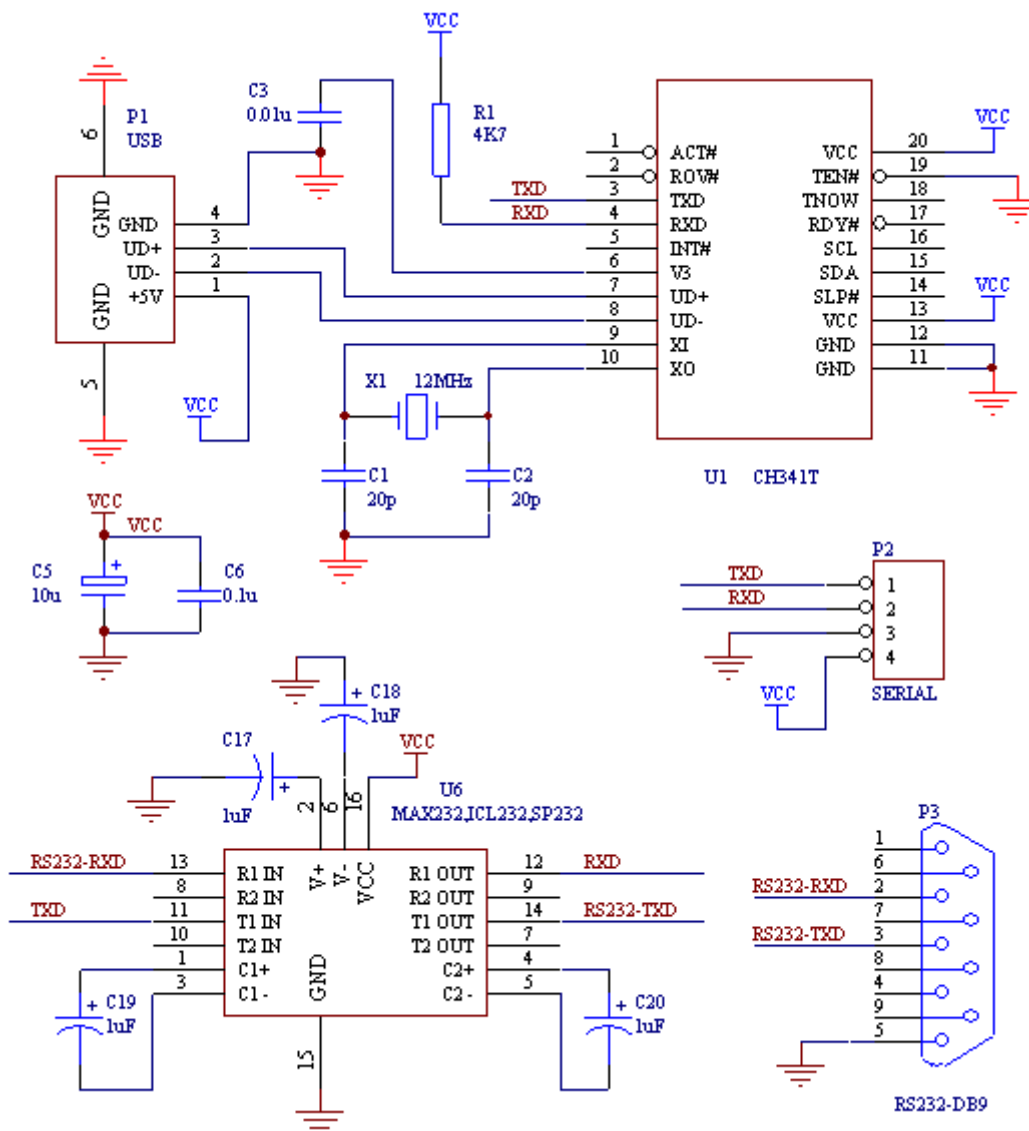 VCC
C3
0.01u
R1
4K7
P1
USB
6
GND
GND
5
GND
UD+
UD-
+5V
4
3
2
1
VCC
TXD
RXD
1
2
3
4
5
6
7
8
9
10
ACT#
ROV#
TXD
RXD
INT#
V3
UD+
UD-
XI
XO
VCC
TEN#
TNOW
RDY#
SCL
SDA
SLP#
VCC
GND
GND
20
19
18
17
16
15
14
13
12
11
VCC
VCC
U1 CH341T
X1 12MHz
C1
20p
C2
20p
VCC
VCC
C5
10u
+
C6
0.1u
P2
TXD
RXD
1
2
3
4
VCC
SERIAL
+ C18
1uF
C17
+
1uF
VCC
2
6
16
U6
MAX232,ICL232,SP232
RS232-RXD
TXD
13
8
11
10
1
3
R1 IN
R2 IN
T1 IN
T2 IN
C1+
C1-
V+
V-
VCC
GND
R1 OUT
R2 OUT
T1 OUT
T2 OUT
C2+
C2-
12
9
14
7
4
5
RXD
RS232-TXD
+ C19
1uF
15
+ C20
1uF
P3
1
6
2
7
3
8
4
9
5
RS232-RXD
RS232-TXD
RS232-DB9